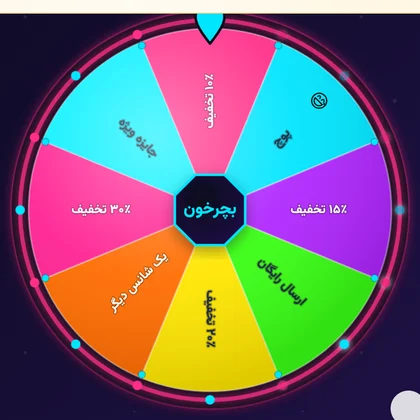 ۱۰٪ تخفیف
پوچ
۱۵٪ تخفیف
ارسال رایگان
۲۰٪ تخفیف
یک شانس دیگر
۳۰٪ تخفیف
جایزه ویژه
بچرخون